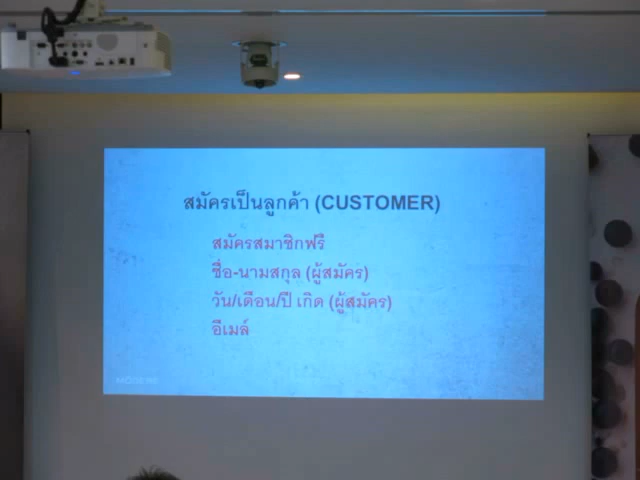 สมัครเป็นลูกค้า (CUSTOMER)
สมัครสมาชิกฟรี
ชื่อ-นามสกุล (ผู้สมัคร)
วัน/เดือน/ปี เกิด (ผู้สมัคร)
อีเมล์